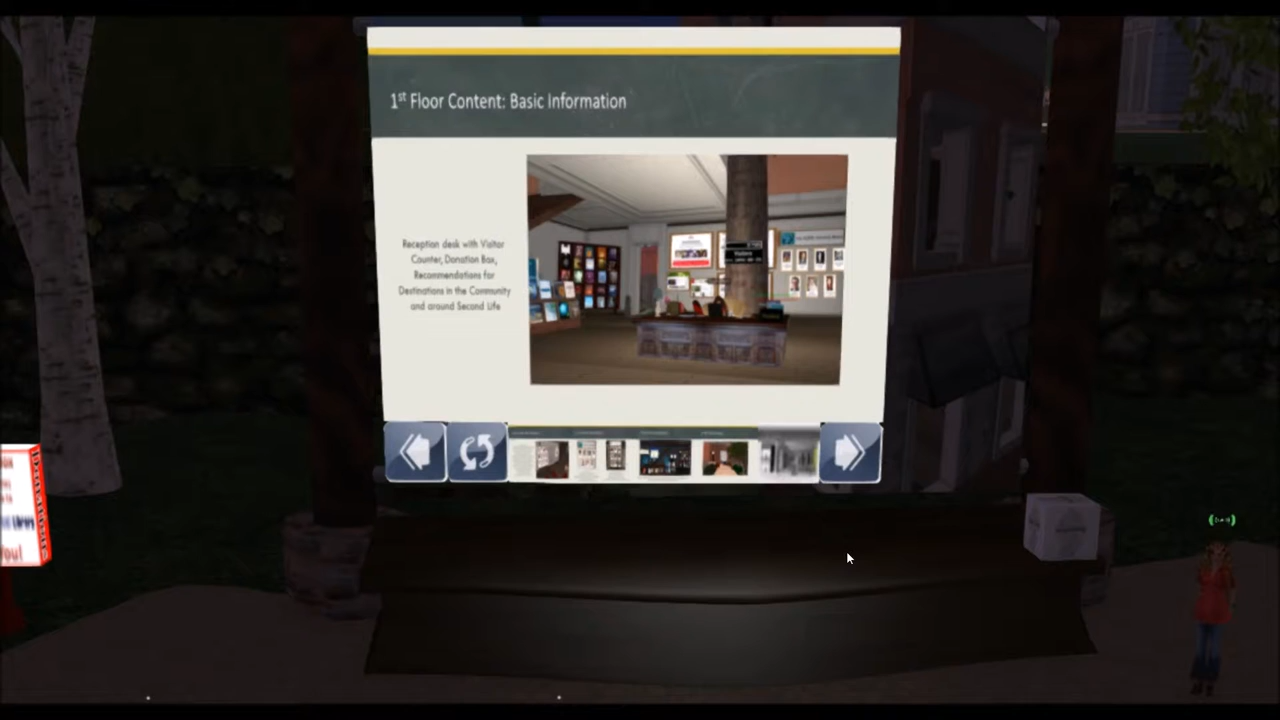 1st Floor Content: Basic Information
Reception desk with Visitor
Counter, Donation Box,
Recommendations for
Destinations in the Community
and around Second Life